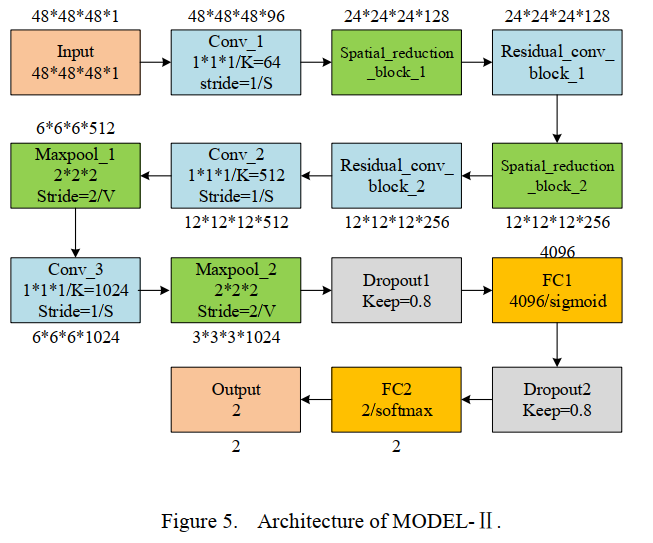 48*48*48*1
48*48*48*96
24*24*24*128
24*24*24*128
Input
48*48*48*1
Conv_1
1*1*1/K=64
stride=1/S
Spatial_reduction
_block_1
Residual_conv_
block_1
6*6*6*512
Maxpool_1
2*2*2
Stride=2/V
Conv_2
1*1*1/K=512
Stride=1/S
Residual_conv_
block_2
Spatial_reduction
_block_2
12*12*12*512
12*12*12*256
12*12*12*256
4096
Conv_3
1*1*1/K=1024
Stride=1/S
Maxpool_2
2*2*2
Stride=2/V
Dropout1
Keep=0.8
FC1
4096/sigmoid
6*6*6*1024
3*3*3*1024
Output
2
FC2
2/softmax
Dropout2
Keep=0.8
2
2
Figure 5. Architecture of MODEL-Ⅱ.